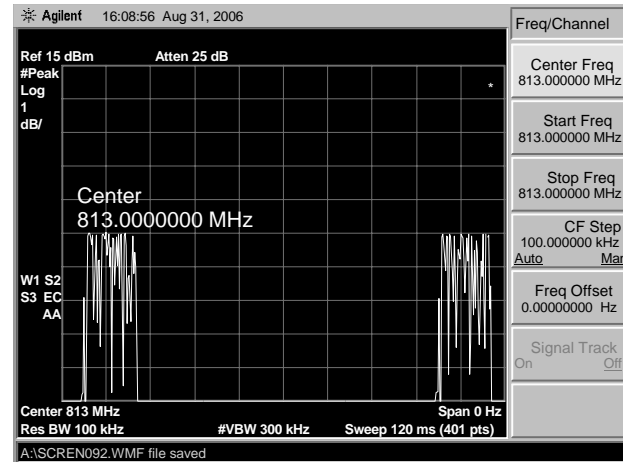 Agilent 16:08:56 Aug 31, 2006
Freq/Channel
Ref 15 dBm Atten 25 dB
#Peak
Log
1
dB/
*
Center
813.0000000 MHz
W1 S2
S3 EC
AA
Center 813 MHz Span 0 Hz
Res BW 100 kHz #VBW 300 kHz Sweep 120 ms (401 pts)
A:\SCREN092.WMF file saved
Center Freq
813.000000 MHz
Start Freq
813.000000 MHz
Stop Freq
813.000000 MHz
CF Step
100.000000 kHz
Auto Man
Freq Offset
0.00000000 Hz
Signal Track
On Off